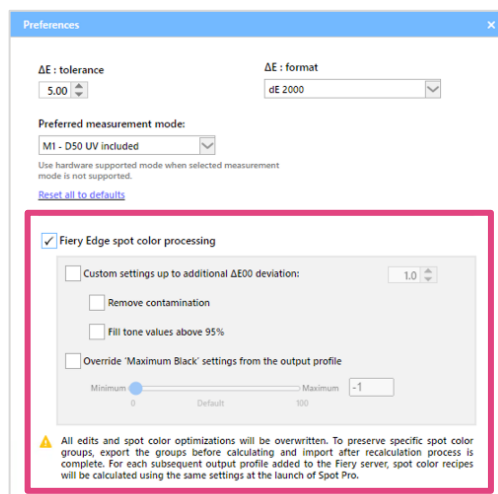 Preferences
ΔE : tolerance
ΔE : format
5.00
dE 2000
Preferred measurement mode:
M1 - D50 UV included
Use hardware supported mode when selected measurement
mode is not supported.
Reset all to defaults
Fiery Edge spot color processing
Custom settings up to additional ΔE00 deviation:
1.0
Remove contamination
Fill tone values above 95%
Override 'Maximum Black' settings from the output profile
Minimum
Maximum
-1
0
Default
100
All edits and spot color optimizations will be overwritten. To preserve specific spot color
groups, export the groups before calculating and import after recalculation process is
complete. For each subsequent output profile added to the Fiery server, spot color recipes
will be calculated using the same settings at the launch of Spot Pro.